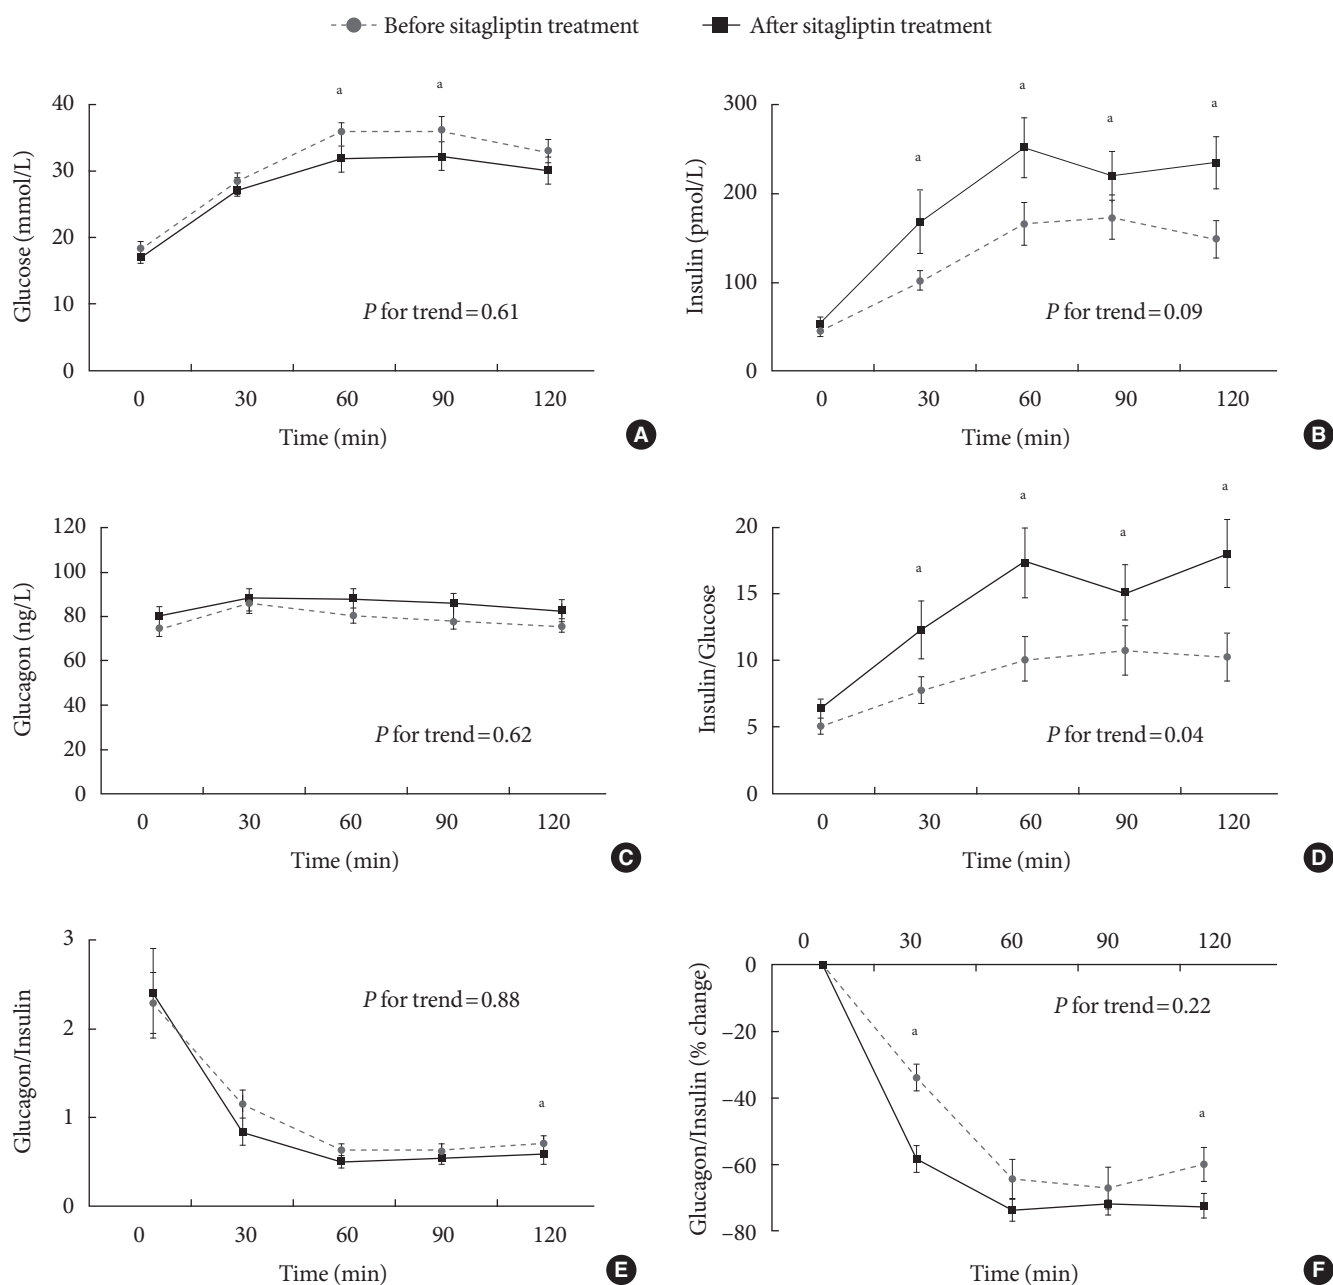 Before sitagliptin treatment After sitagliptin treatment
a a
40
30
20
10
0
Glucose (mmol/L)
P for trend=0.61
0 30 60 90 120
Time (min)
A
a a a a
300
200
100
0
Insulin (pmol/L)
P for trend=0.09
0 30 60 90 120
Time (min)
B
120
100
80
60
40
20
0
Glucagon (ng/L)
P for trend=0.62
0 30 60 90 120
Time (min)
C
a a a a
20
15
10
5
0
Insulin/Glucose
P for trend=0.04
0 30 60 90 120
Time (min)
D
3
2
1
0
Glucagon/Insulin
P for trend=0.88
a
0 30 60 90 120
Time (min)
E
0 30 60 90 120
0
–20
–40
–60
–80
Glucagon/Insulin (% change)
P for trend=0.22
a a
Time (min)
F